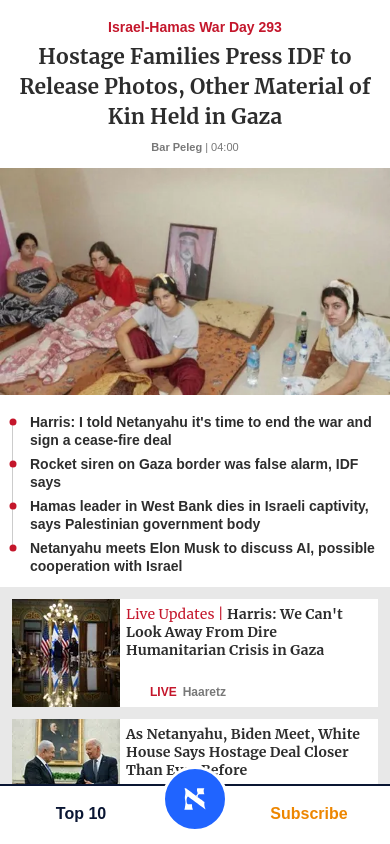 Israel-Hamas War Day 293
Hostage Families Press IDF to
Release Photos, Other Material of
Kin Held in Gaza
Bar Peleg | 04:00
Harris: I told Netanyahu it's time to end the war and
sign a cease-fire deal
Rocket siren on Gaza border was false alarm, IDF
says
Hamas leader in West Bank dies in Israeli captivity,
says Palestinian government body
Netanyahu meets Elon Musk to discuss AI, possible
cooperation with Israel
Live Updates | Harris: We Can't
Look Away From Dire
Humanitarian Crisis in Gaza
LIVE Haaretz
As Netanyahu, Biden Meet, White
House Says Hostage Deal Closer
Than Before
Top 10
Subscribe